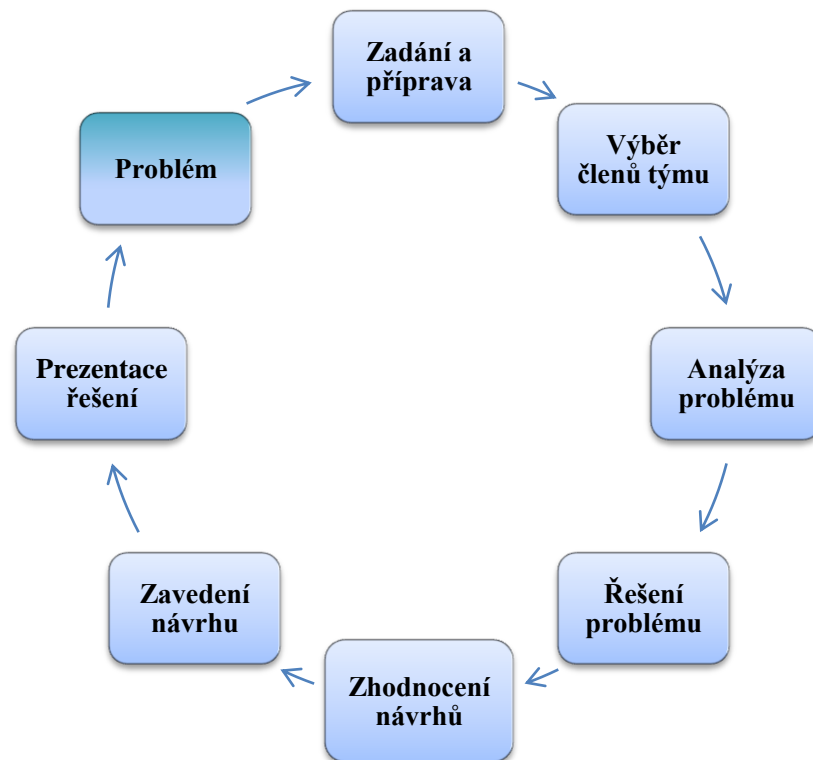 Problém
Zadání a
příprava
Výběr
členů týmu
Analýza
problému
Řešení
problému
Zhodnocení
návrhů
Zavedení
návrhu
Prezentace
řešení